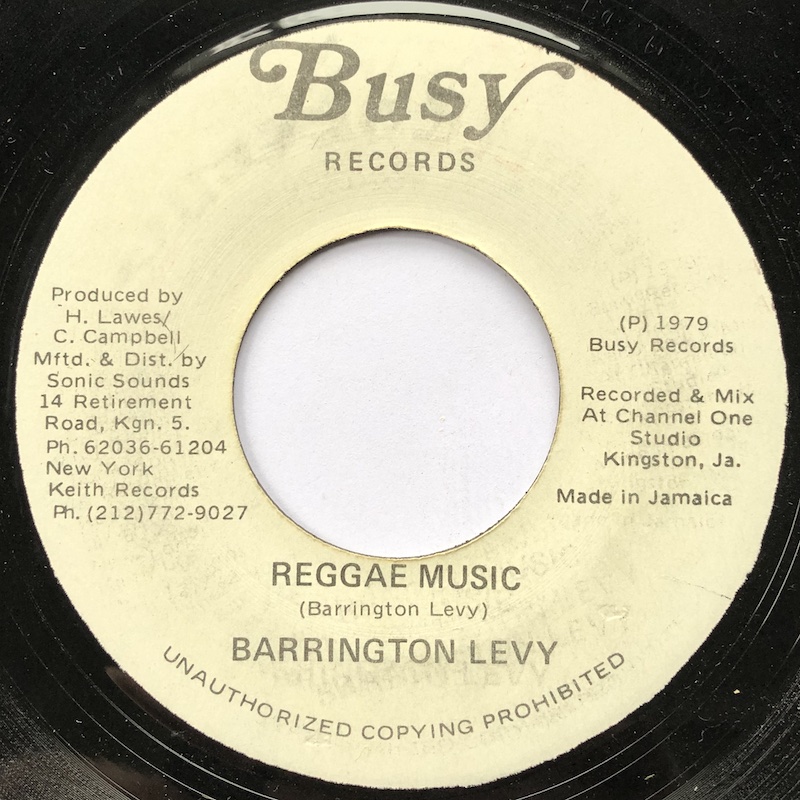 Busy
RECORDS
Produced by
H. Lawes/
C. Campbell
Mftd. & Dist. by
Sonic Sounds
14 Retirement
Road, Kgn. 5.
Ph. 62036-61204
New York
Keith Records
Ph. (212)772-9027
(P) 1979
Busy Records
Recorded & Mix
At Channel One
Studio
Kingston, Ja.
Made in Jamaica
REGGAE MUSIC
(Barrington Levy)
BARRINGTON LEVY
UNAUTHORIZED COPYING PROHIBITED